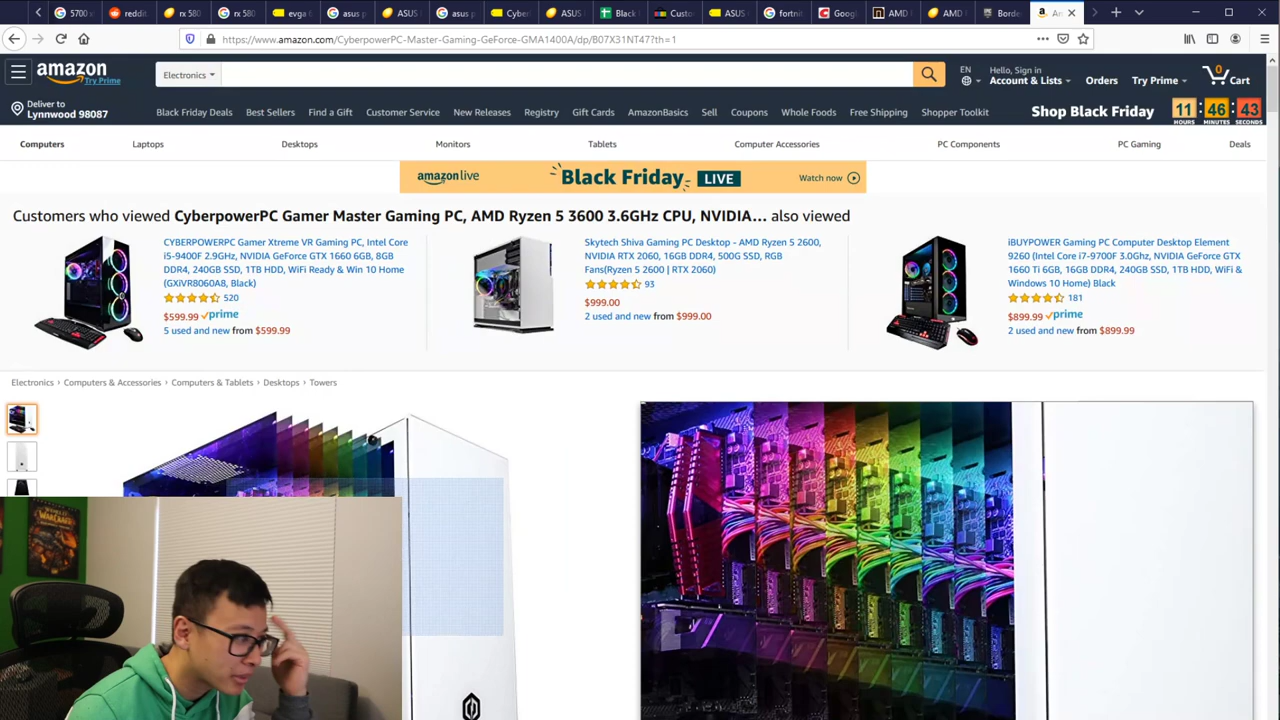 5700 reddit. rx 580 rx 580 evga asus p ASUS asus p Cyber ASUS Black Custo ASUS fortnit Googl AMD AMD Borde An
https://www.amazon.com/CyberpowerPC-Master-Gaming-GeForce-GMA1400A/dp/B07X31NT47?th=1
amazon Try Prime
Electronics
EN
Hello, Sign in
Account & Lists
Orders
Try Prime
0
Cart
Deliver to
Lynnwood 98087
Black Friday Deals Best Sellers Find a Gift Customer Service New Releases Registry Gift Cards AmazonBasics Sell Coupons Whole Foods Free Shipping Shopper Toolkit
Shop Black Friday 11 : 46 : 43
HOURS MINUTES SECONDS
Computers Laptops Desktops Monitors Tablets Computer Accessories PC Components PC Gaming Deals
amazonlive Black Friday LIVE Watch now
Customers who viewed CyberpowerPC Gamer Master Gaming PC, AMD Ryzen 5 3600 3.6GHz CPU, NVIDIA... also viewed
CYBERPOWERPC Gamer Xtreme VR Gaming PC, Intel Core
i5-9400F 2.9GHz, NVIDIA GeForce GTX 1660 6GB, 8GB
DDR4, 240GB SSD, 1TB HDD, WiFi Ready & Win 10 Home
(GXiVR8060A8, Black)
520
$599.99 prime
5 used and new from $599.99
Skytech Shiva Gaming PC Desktop - AMD Ryzen 5 2600,
NVIDIA RTX 2060, 16GB DDR4, 500G SSD, RGB
Fans(Ryzen 5 2600 | RTX 2060)
93
$999.00
2 used and new from $999.00
iBUYPOWER Gaming PC Computer Desktop Element
9260 (Intel Core i7-9700F 3.0Ghz, NVIDIA GeForce GTX
1660 Ti 6GB, 16GB DDR4, 240GB SSD, 1TB HDD, WiFi &
Windows 10 Home) Black
181
$899.99 prime
2 used and new from $899.99
Electronics › Computers & Accessories › Computers & Tablets › Desktops › Towers
WARCRAFT